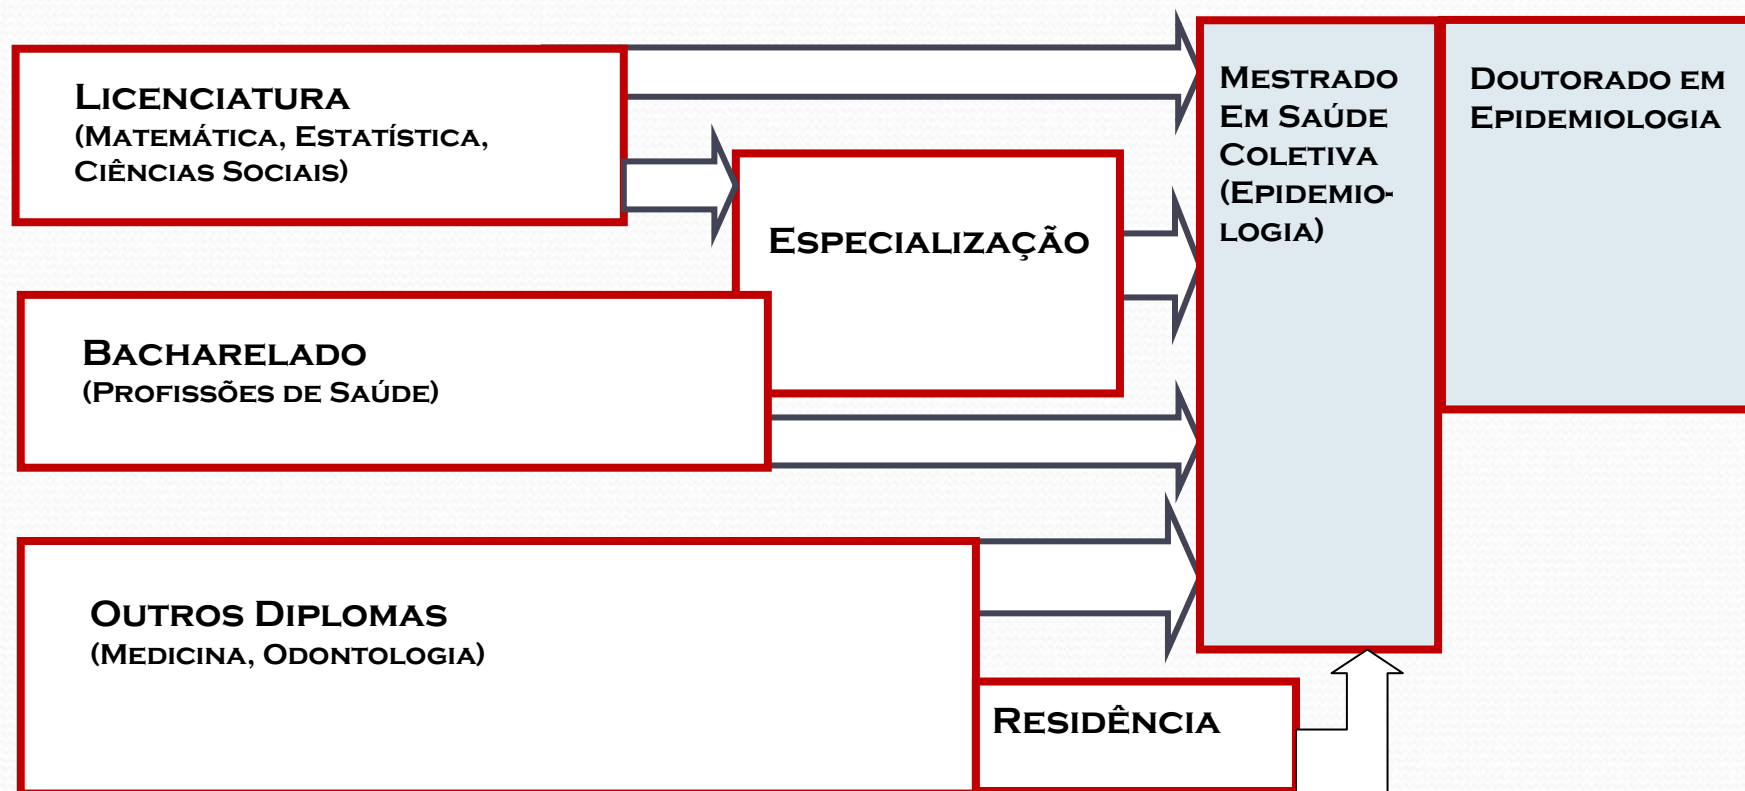 Licenciatura
(Matemática, Estatística,
Ciências Sociais)
Especialização
Bacharelado
(Profissões de Saúde)
Outros Diplomas
(Medicina, Odontologia)
Residência
Mestrado
Em Saúde
Coletiva
(Epidemio-
logia)
Doutorado em
Epidemiologia